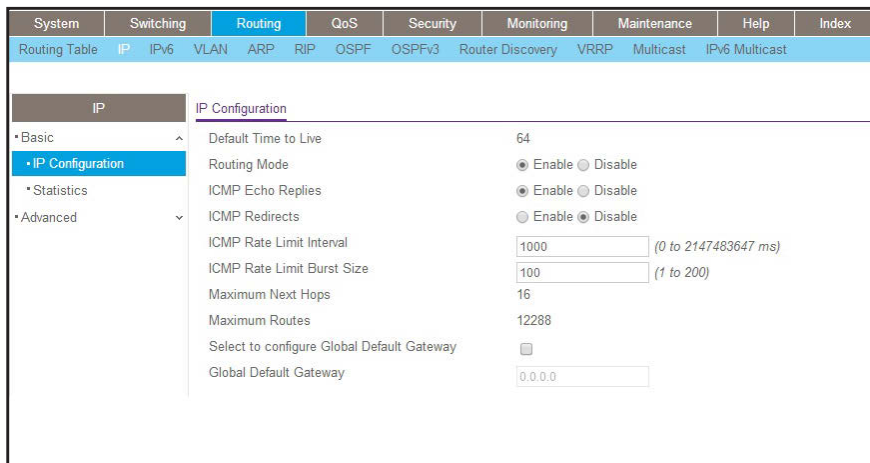 System Switching Routing QoS Security Monitoring Maintenance Help Index
Routing Table IP IPv6 VLAN ARP RIP OSPF OSPFv3 Router Discovery VRRP Multicast IPv6 Multicast
IP
Basic
IP Configuration
Statistics
Advanced
IP Configuration
Default Time to Live 64
Routing Mode Enable Disable
ICMP Echo Replies Enable Disable
ICMP Redirects Enable Disable
ICMP Rate Limit Interval 1000 (0 to 2147483647 ms)
ICMP Rate Limit Burst Size 100 (1 to 200)
Maximum Next Hops 16
Maximum Routes 12288
Select to configure Global Default Gateway
Global Default Gateway 0.0.0.0